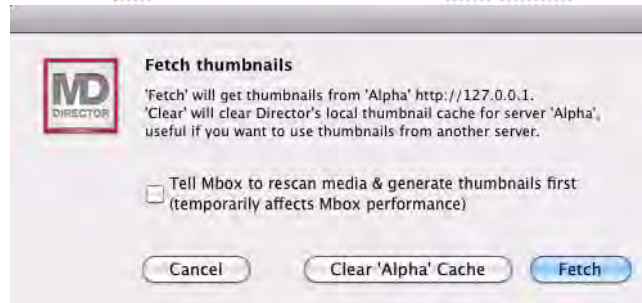 MD
DIRECTOR
Fetch thumbnails
'Fetch' will get thumbnails from 'Alpha' http://127.0.0.1.
'Clear' will clear Director's local thumbnail cache for server 'Alpha',
useful if you want to use thumbnails from another server.
Tell Mbox to rescan media & generate thumbnails first
(temporarily affects Mbox performance)
Cancel
Clear 'Alpha' Cache
Fetch